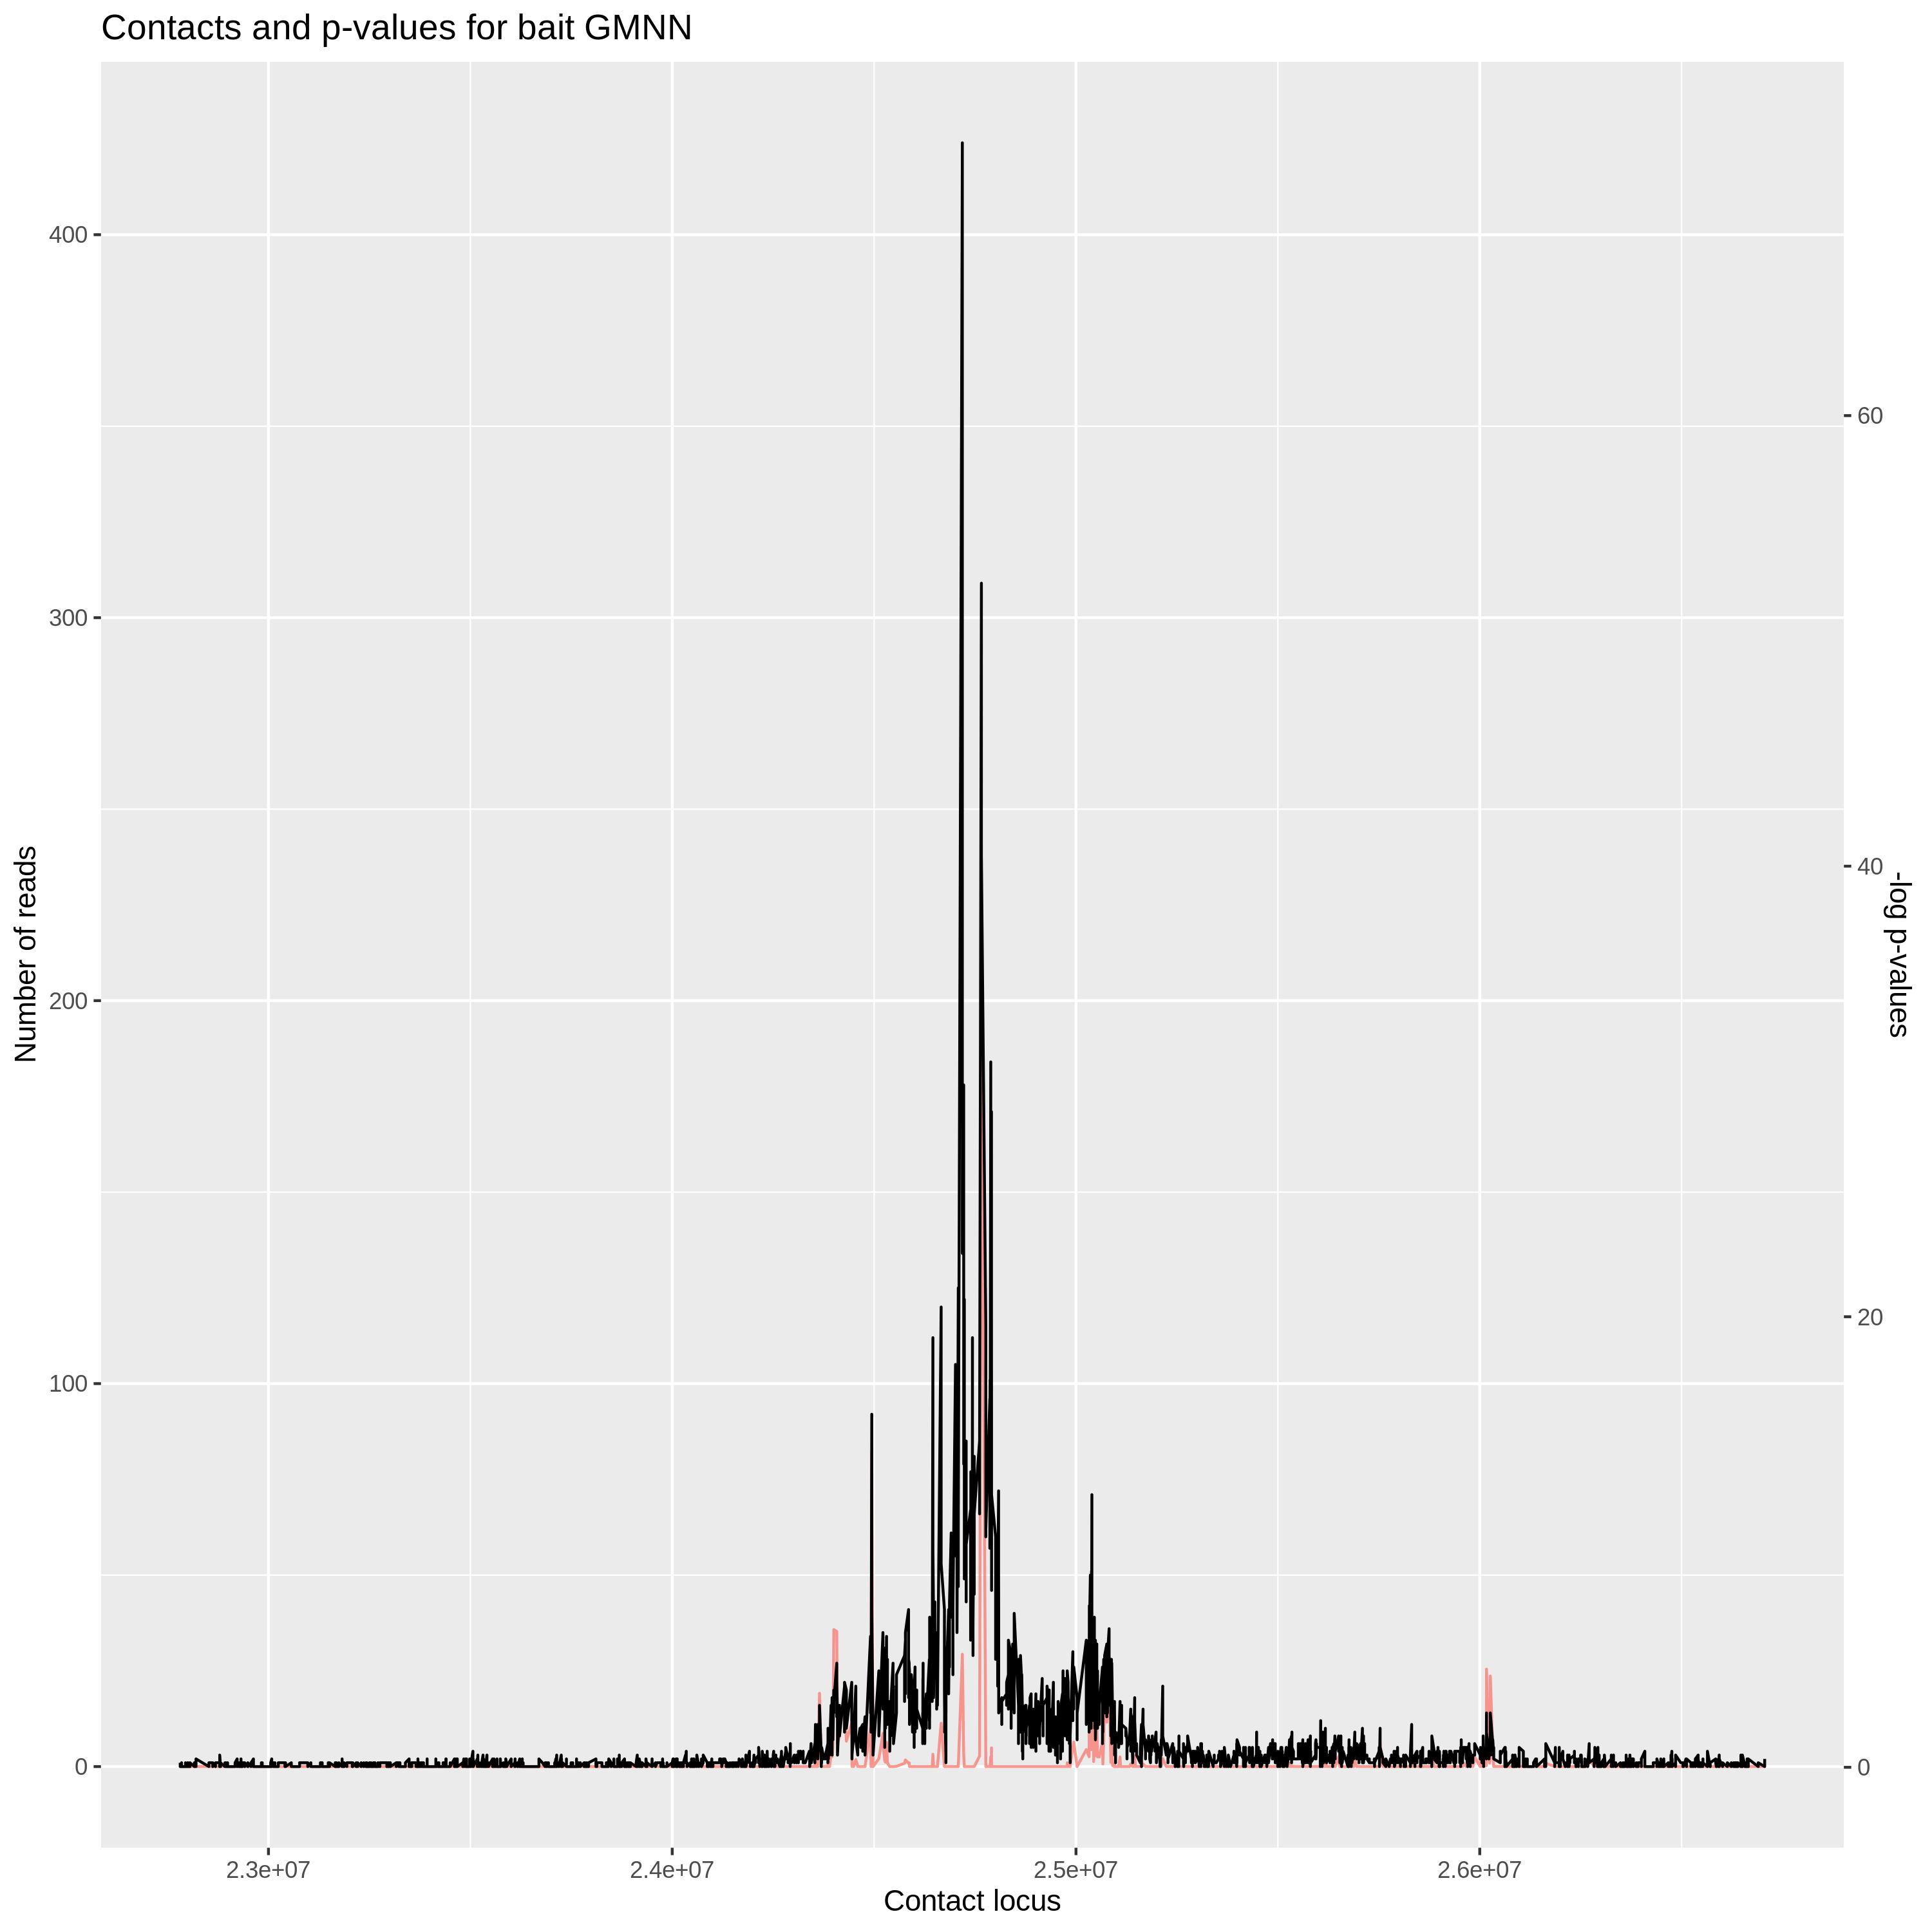 Contacts and p-values for bait GMNN
400
300
200
100
0
Number of reads
60
40
20
0
-log p-values
2.3e+07
2.4e+07
2.5e+07
2.6e+07
Contact locus